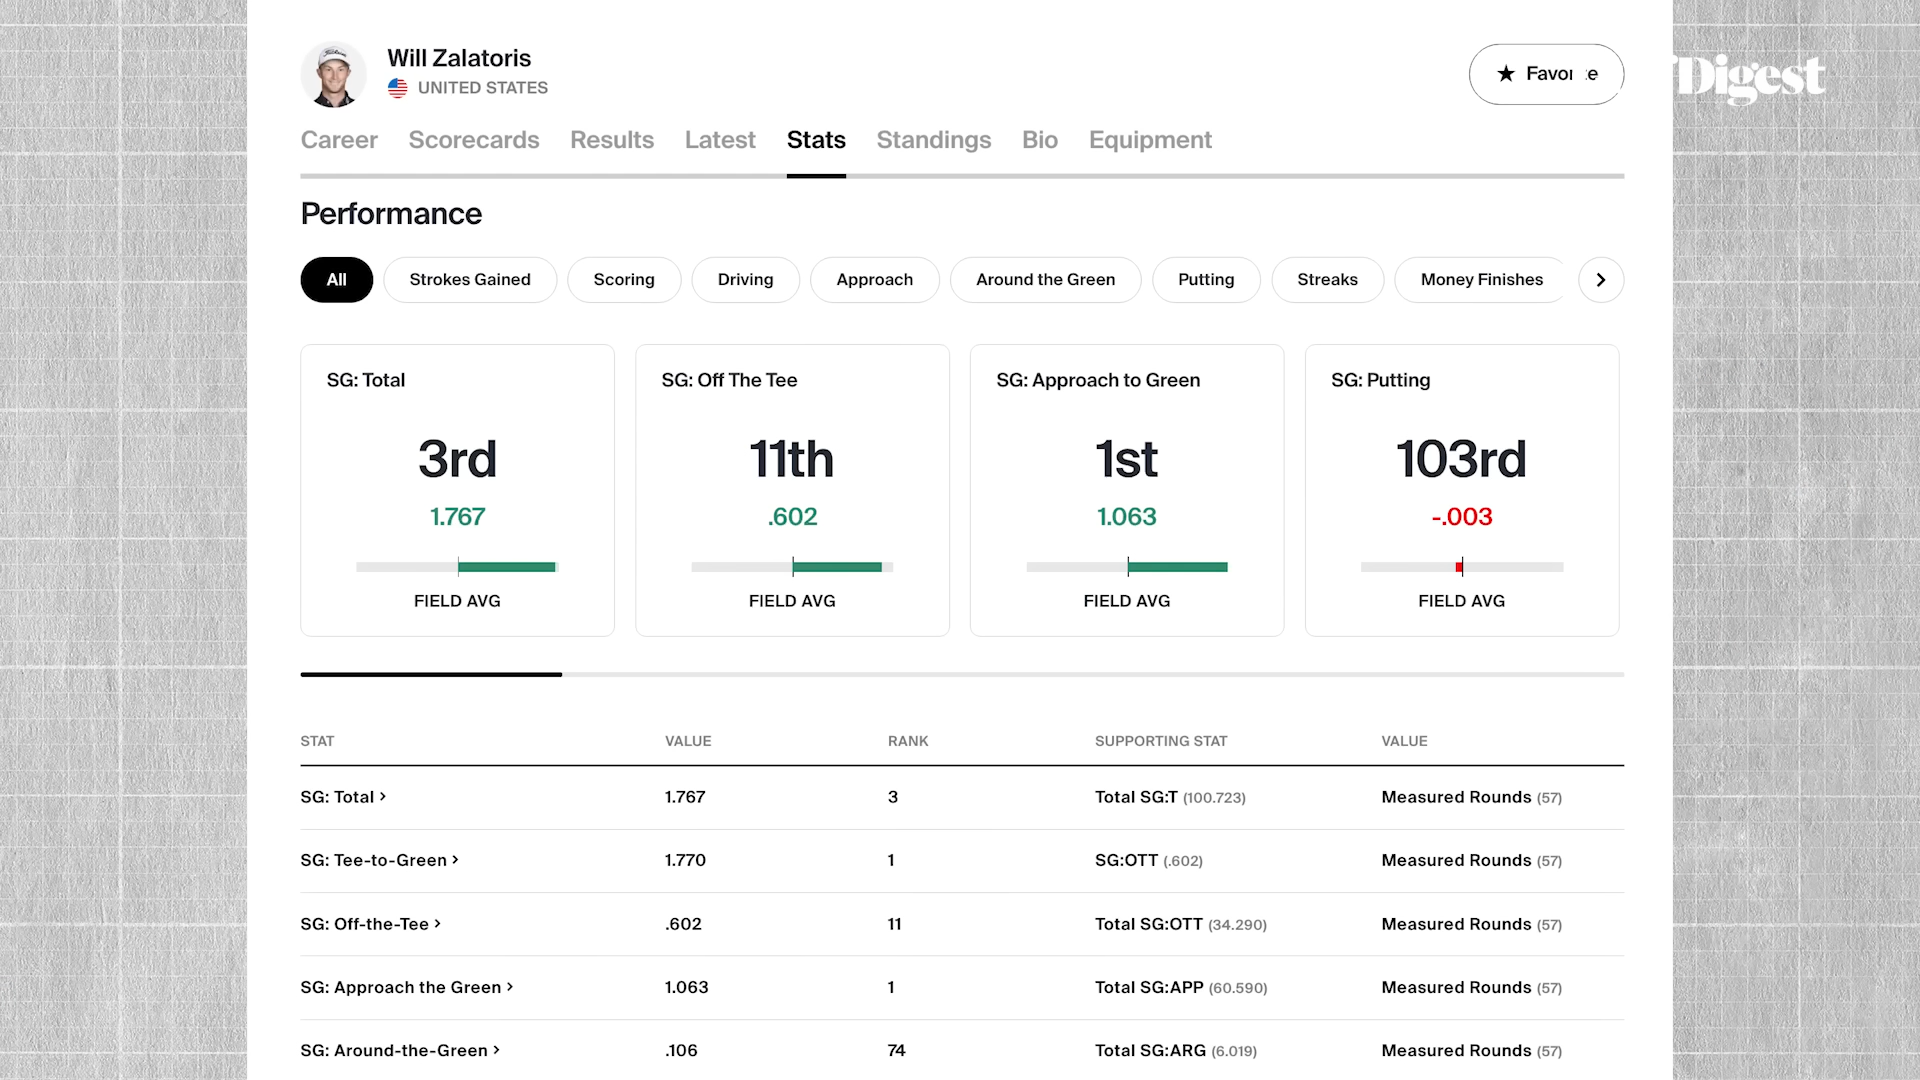 Will Zalatoris
UNITED STATES
★ Favor e
Digest
Career Scorecards Results Latest Stats Standings Bio Equipment
Performance
All Strokes Gained Scoring Driving Approach Around the Green Putting Streaks Money Finishes
SG: Total SG: Off The Tee SG: Approach to Green SG: Putting
3rd 11th 1st 103rd
1.767 .602 1.063 -.003
FIELD AVG FIELD AVG FIELD AVG FIELD AVG
STAT VALUE RANK SUPPORTING STAT VALUE
SG: Total > 1.767 3 Total SG:T (100.723) Measured Rounds (57)
SG: Tee-to-Green > 1.770 1 SG:OTT (.602) Measured Rounds (57)
SG: Off-the-Tee > .602 11 Total SG:OTT (34.290) Measured Rounds (57)
SG: Approach the Green > 1.063 1 Total SG:APP (60.590) Measured Rounds (57)
SG: Around-the-Green > .106 74 Total SG:ARG (6.019) Measured Rounds (57)